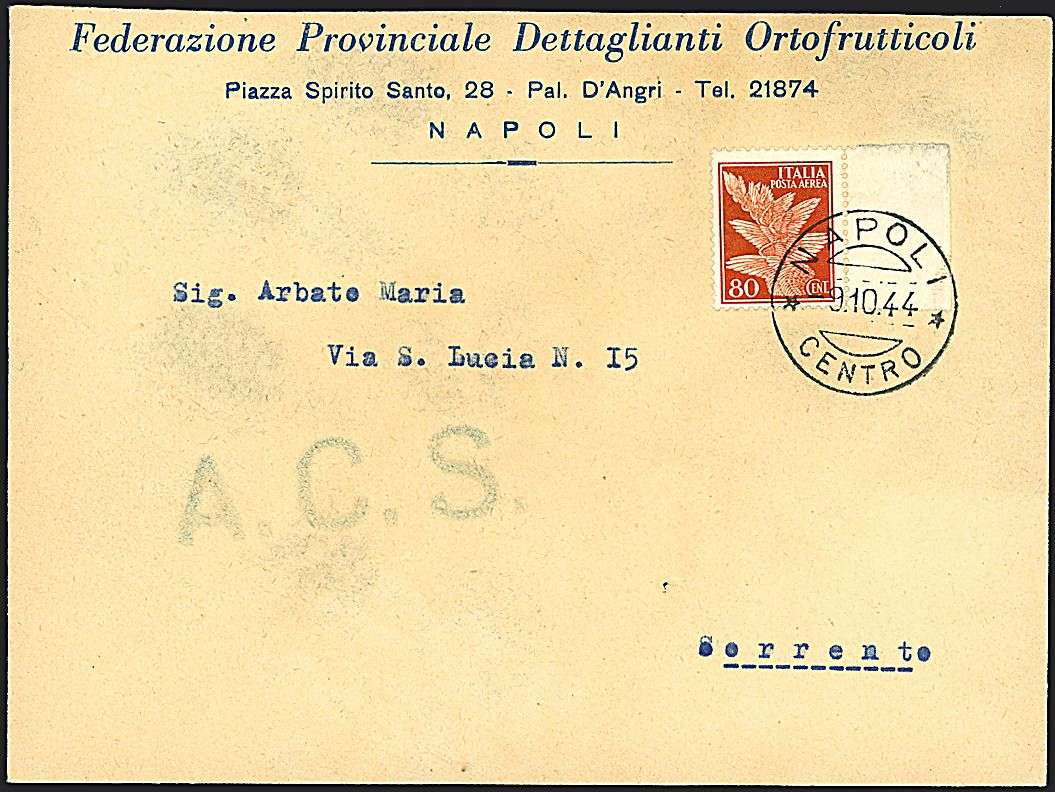 Federazione Provinciale Dettaglianti Ortofrutticoli
Piazza Spirito Santo, 28 - Pal. D'Angri - Tel. 21874
NAPOLI
ITALIA
POSTA AEREA
80 CENT.
NAPOLI
-9.10.44
CENTRO
Sig. Arbate Maria
Via S. Lucia N. I5
A.C.S.
Sorrento